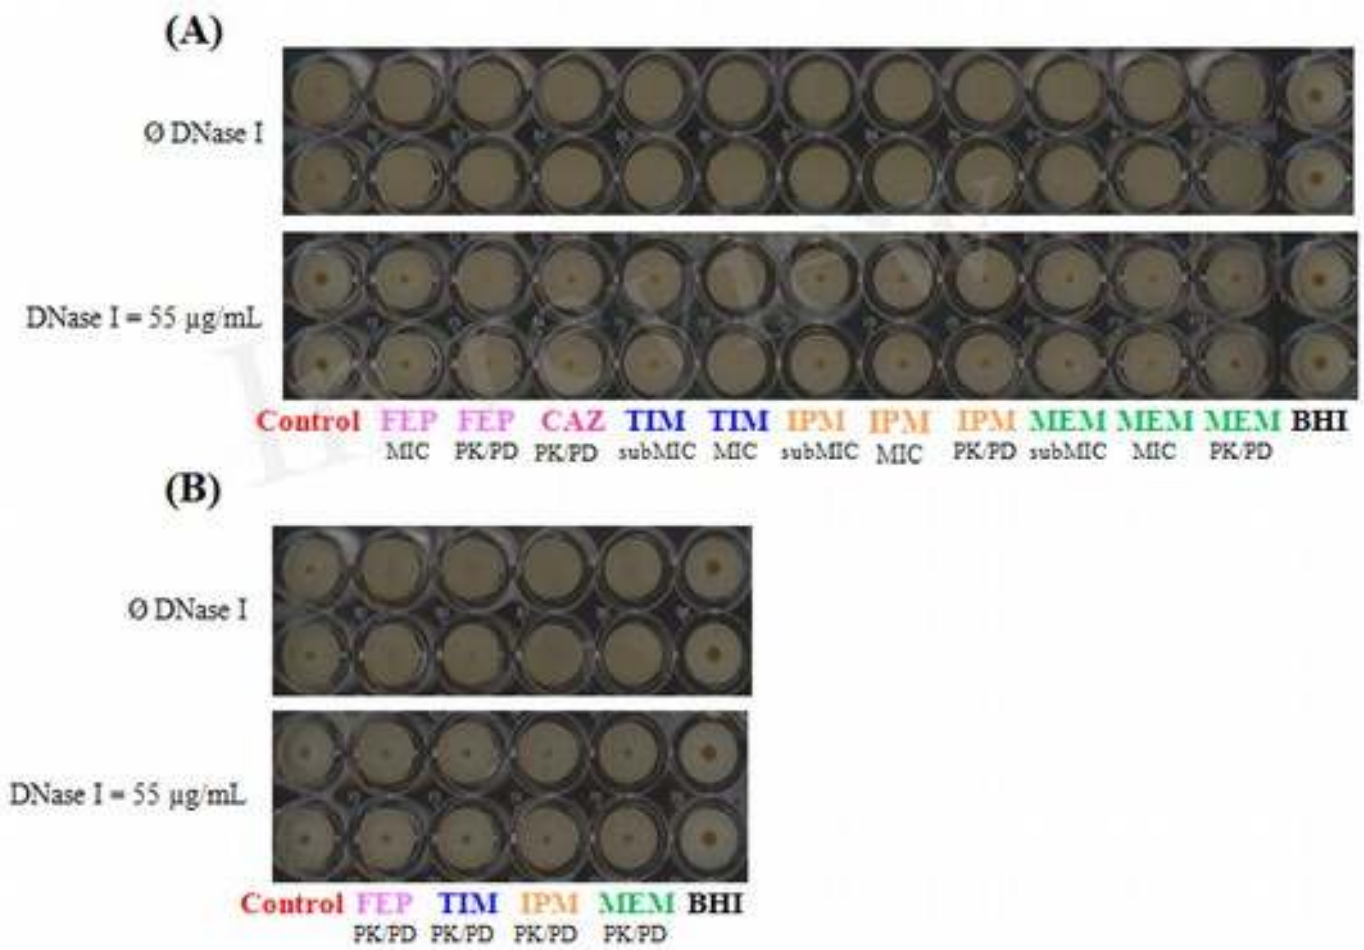 (A)
Ø DNase I
DNase I = 55 µg/mL
Control FEP FEP CAZ TIM TIM IPM IPM IPM MEM MEM MEM BHI
MIC PK/PD PK/PD subMIC MIC subMIC MIC PK/PD subMIC MIC PK/PD
(B)
Ø DNase I
DNase I = 55 µg/mL
Control FEP TIM IPM MEM BHI
PK/PD PK/PD PK/PD PK/PD